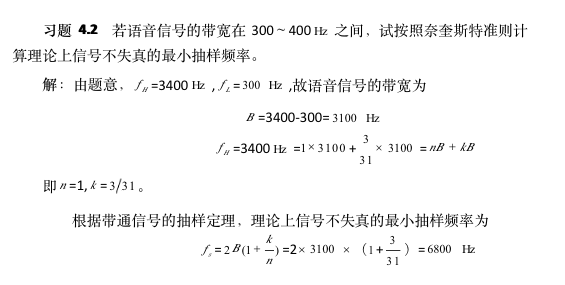 习题 4.2 若语音信号的带宽在 300~400 Hz 之间，试按照奈奎斯特准则计
算理论上信号不失真的最小抽样频率。
解：由题意，f_H =3400 Hz ，f_L = 300 Hz ,故语音信号的带宽为
B =3400-300= 3100 Hz
f_H =3400 Hz =1×3100 + 3/31 × 3100 = nB + kB
即 n =1, k = 3/31 。
根据带通信号的抽样定理，理论上信号不失真的最小抽样频率为
f_s = 2 B(1 + k/n) =2× 3100 × （1+ 3/31 ）= 6800 Hz